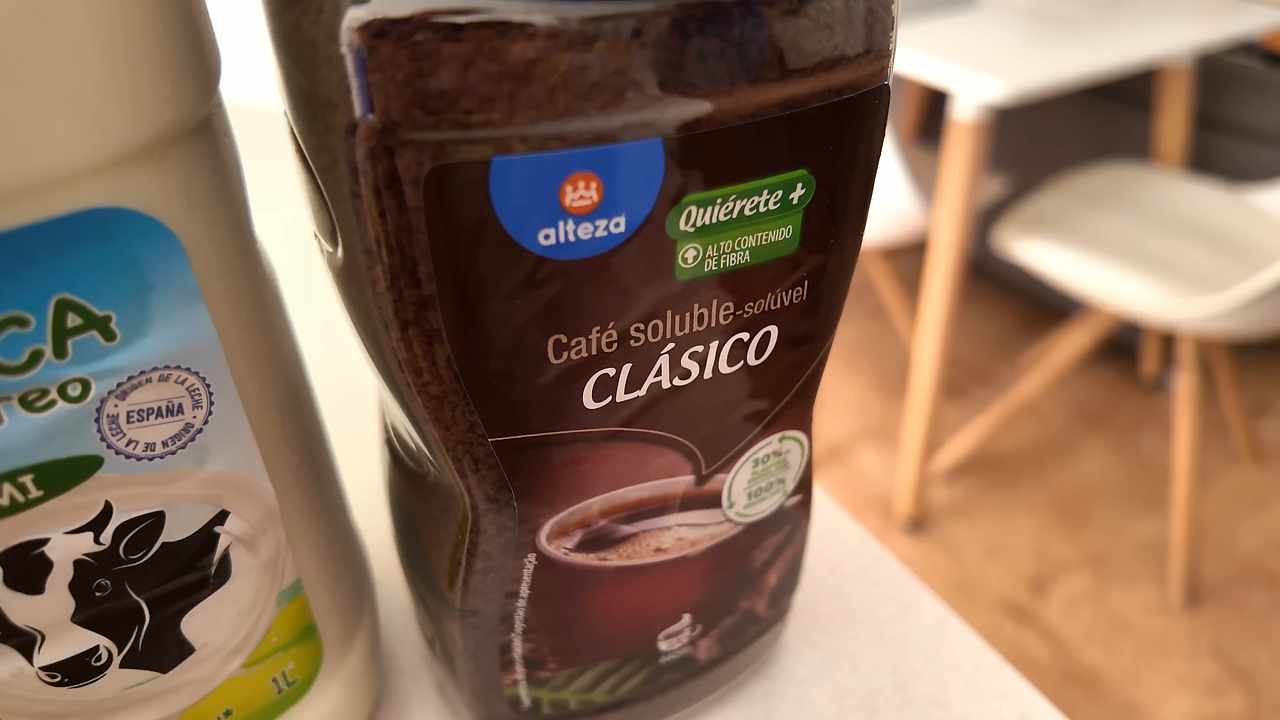 CA
reo
ORIGEN DE LA LECHE
ESPAÑA
ORIGEN DE LA LECHE
1L
alteza
Quiérete +
ALTO CONTENIDO
DE FIBRA
Café soluble-solúvel
CLÁSICO
30%
100%